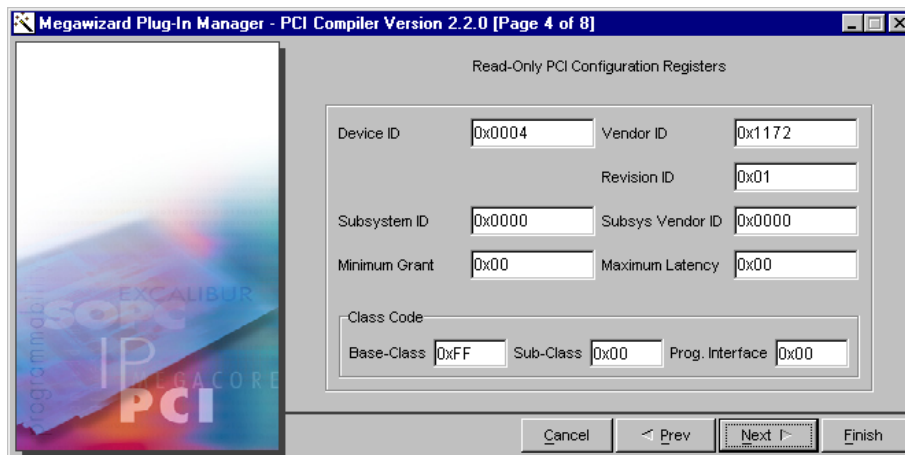 Megawizard Plug-In Manager - PCI Compiler Version 2.2.0 [Page 4 of 8]
Read-Only PCI Configuration Registers
Device ID 0x0004 Vendor ID 0x1172
Revision ID 0x01
Subsystem ID 0x0000 Subsys Vendor ID 0x0000
Minimum Grant 0x00 Maximum Latency 0x00
Class Code
Base-Class 0xFF Sub-Class 0x00 Prog. Interface 0x00
EXCALIBUR
SOPC
IP
MEGACORE
PCI
Cancel < Prev Next > Finish